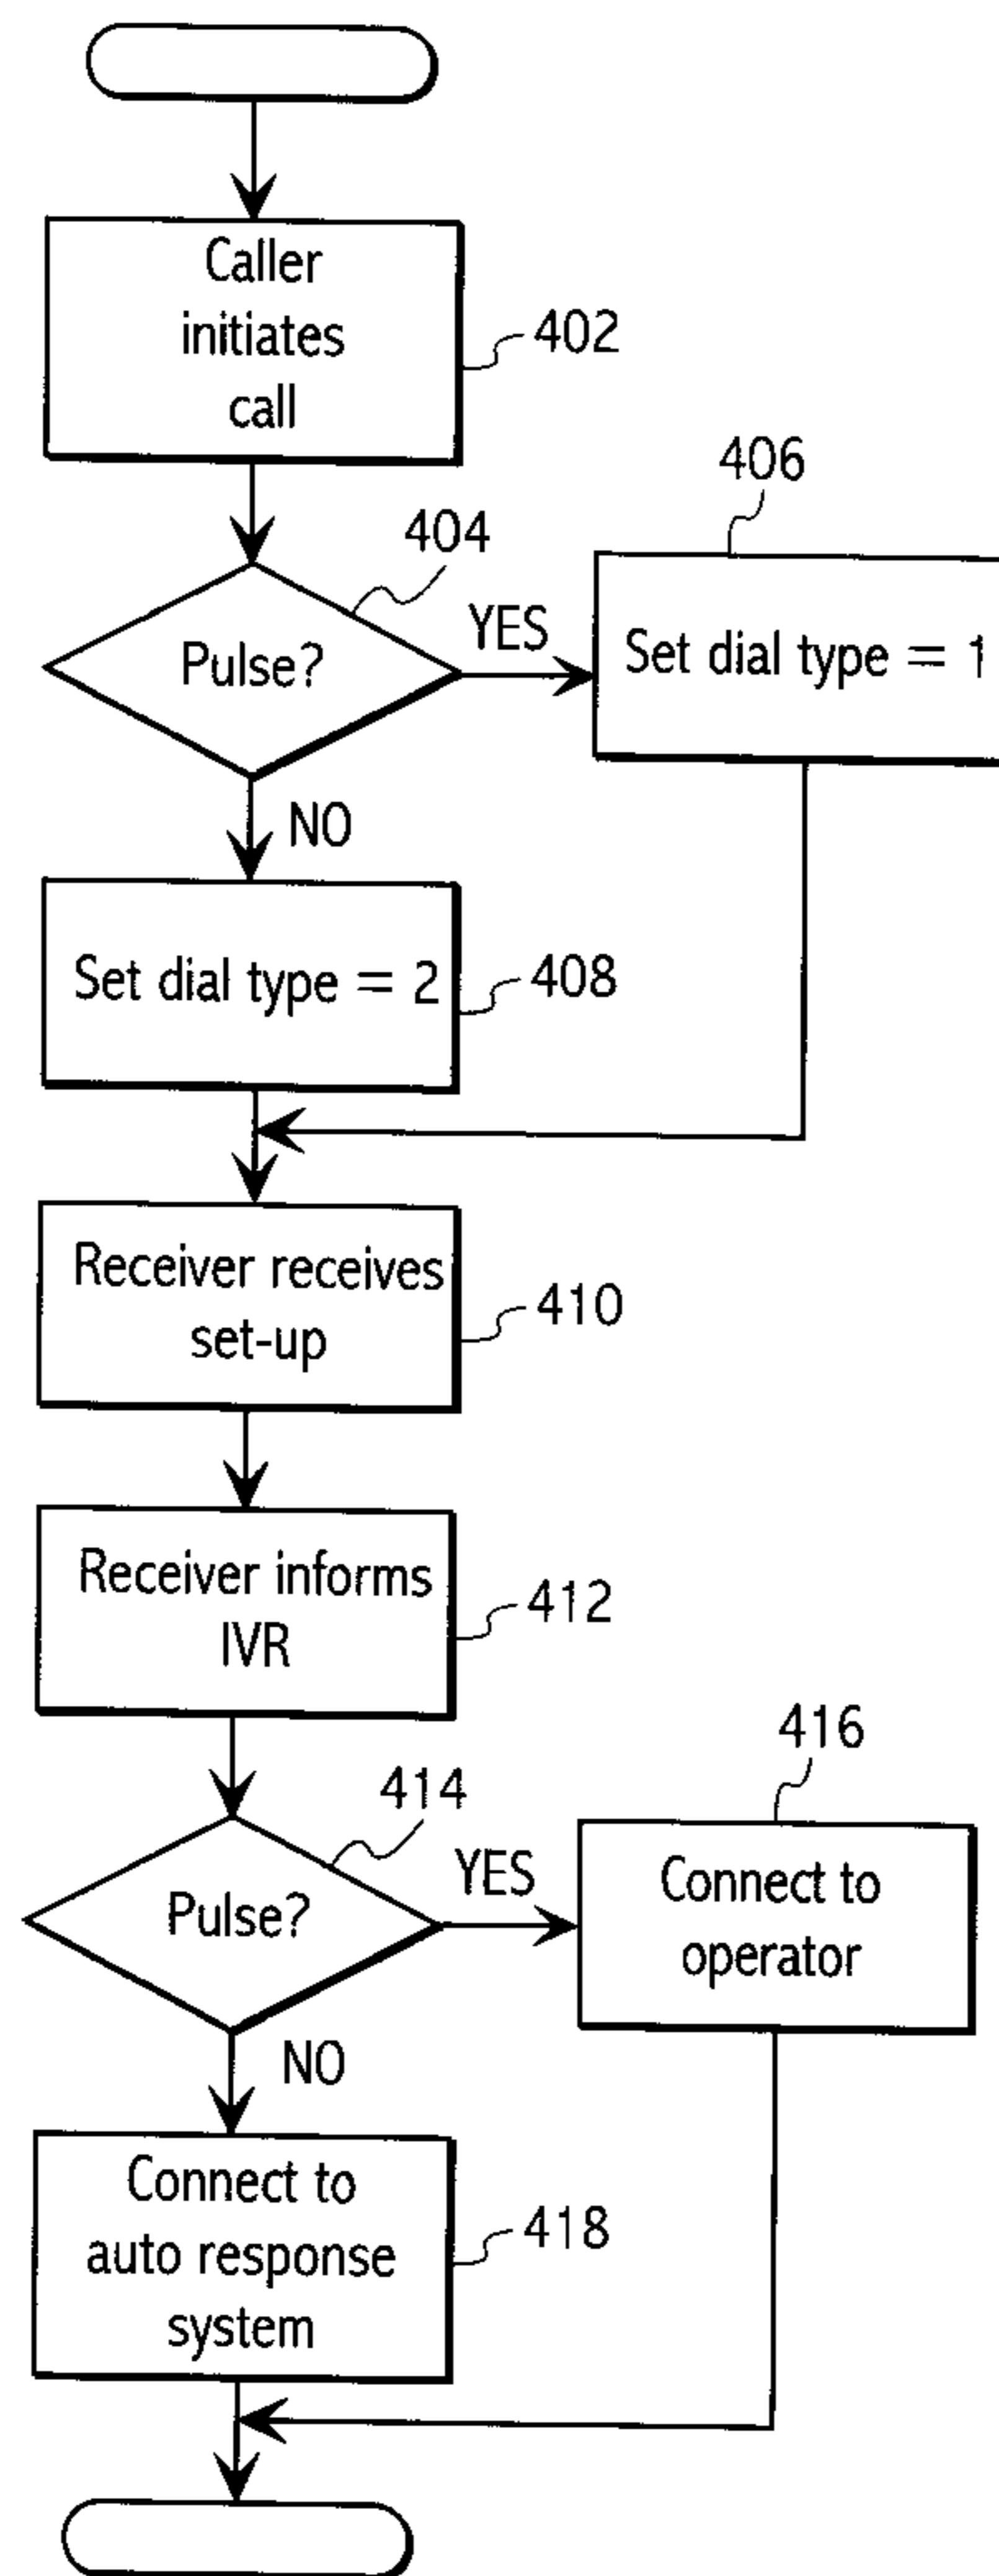 Caller
initiates
call
402
404
Pulse?
YES
406
Set dial type = 1
NO
Set dial type = 2
408
Receiver receives
set-up
410
Receiver informs
IVR
412
414
Pulse?
YES
416
Connect to
operator
NO
Connect to
auto response
system
418